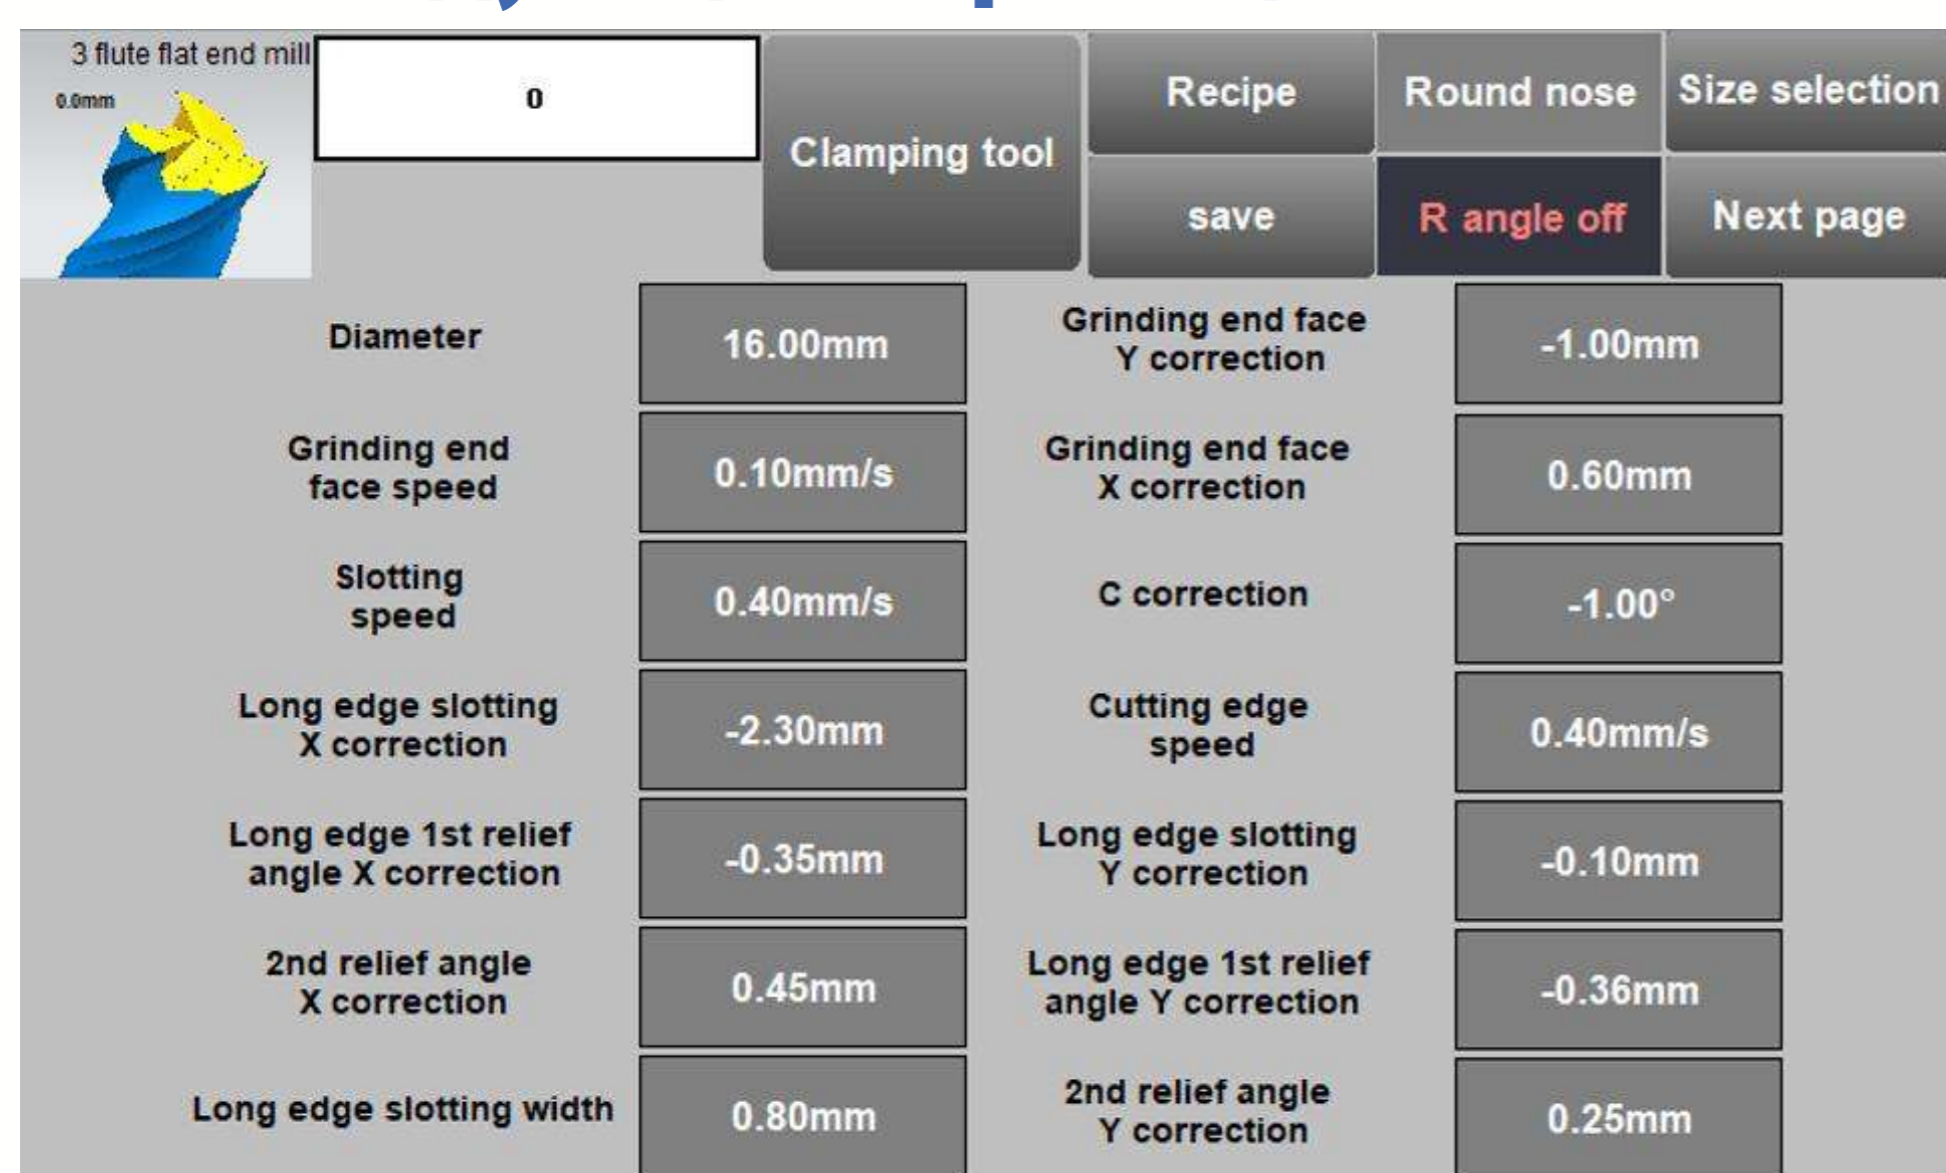 3 flute flat end mill
0.0mm
0
Clamping tool
Recipe
Round nose
Size selection
save
R angle off
Next page
Diameter
16.00mm
Grinding end face
Y correction
-1.00mm
Grinding end
face speed
0.10mm/s
Grinding end face
X correction
0.60mm
Slotting
speed
0.40mm/s
C correction
-1.00°
Long edge slotting
X correction
-2.30mm
Cutting edge
speed
0.40mm/s
Long edge 1st relief
angle X correction
-0.35mm
Long edge slotting
Y correction
-0.10mm
2nd relief angle
X correction
0.45mm
Long edge 1st relief
angle Y correction
-0.36mm
Long edge slotting width
0.80mm
2nd relief angle
Y correction
0.25mm